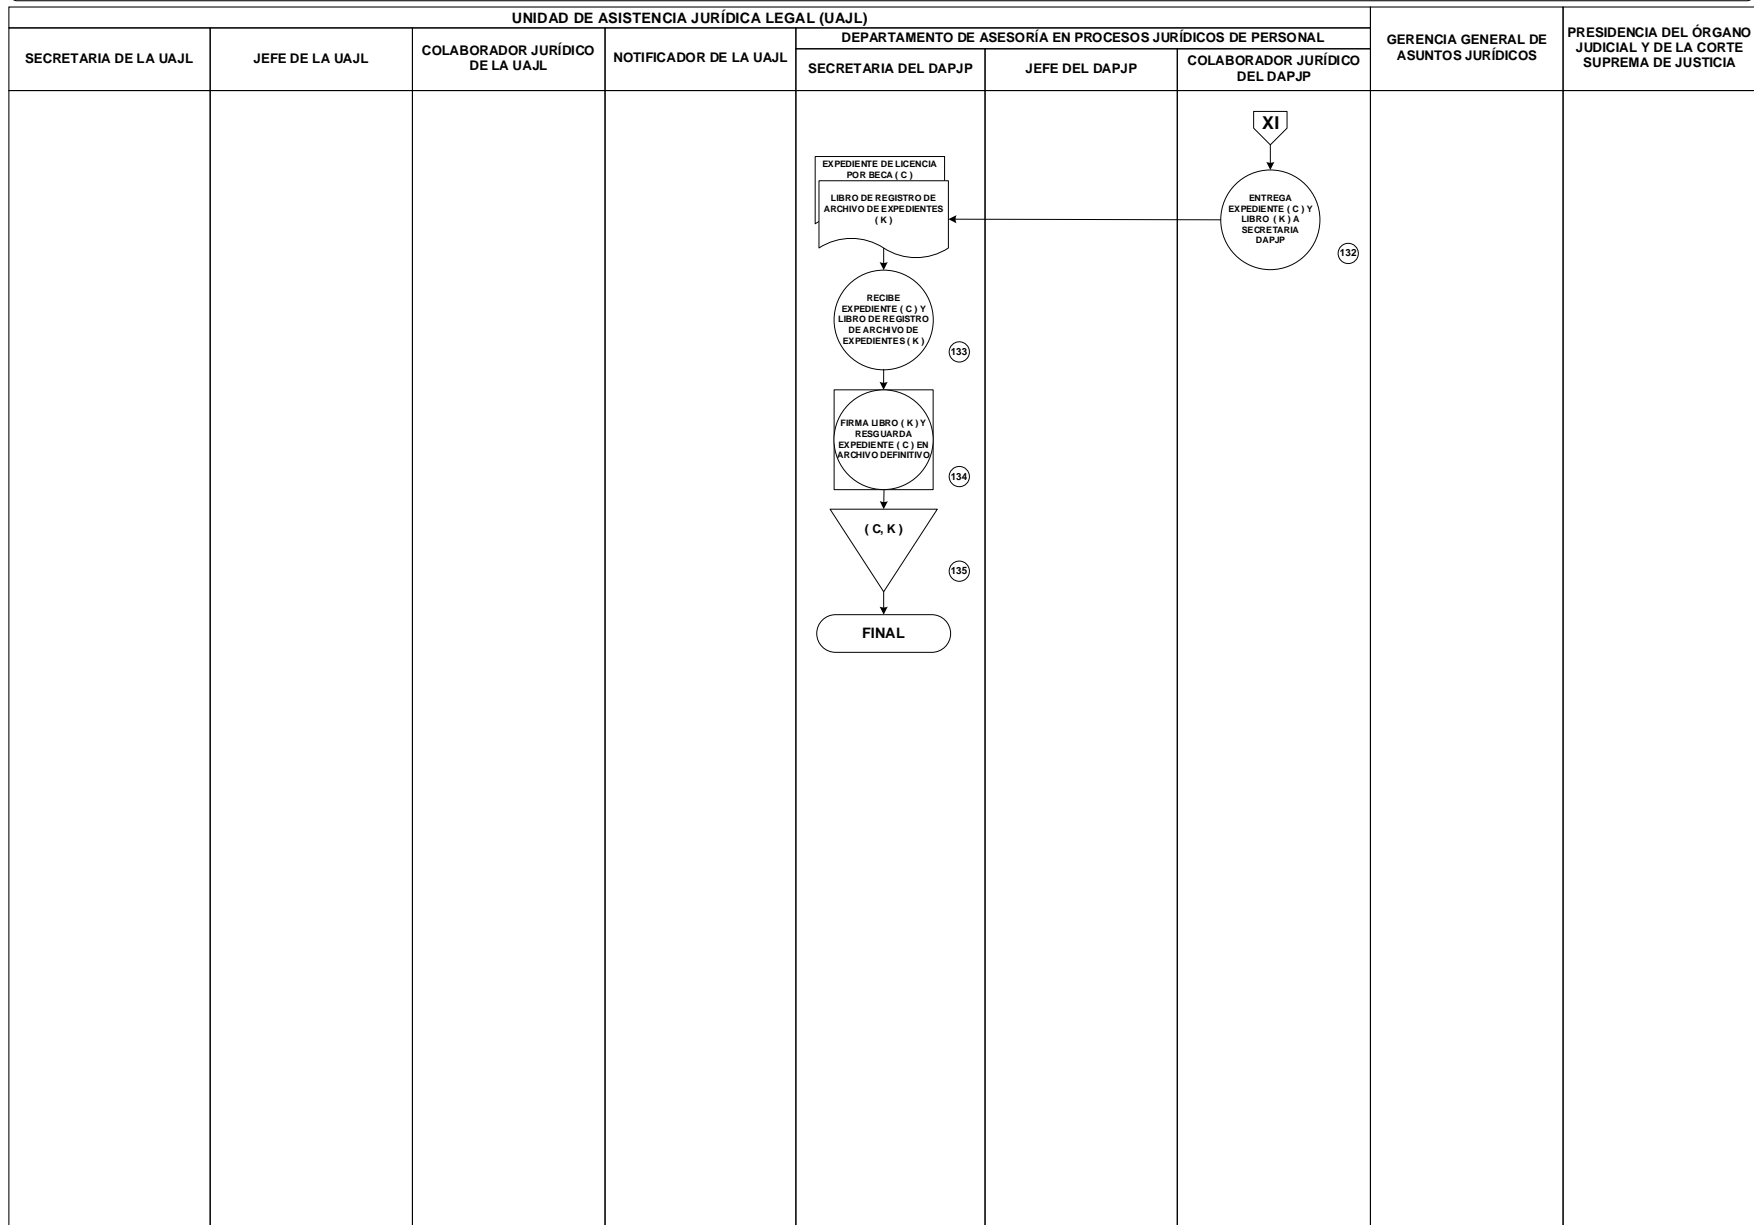 UNIDAD DE ASISTENCIA JURÍDICA LEGAL (UAJL)
GERENCIA GENERAL DE
ASUNTOS JURÍDICOS
PRESIDENCIA DEL ÓRGANO
JUDICIAL Y DE LA CORTE
SUPREMA DE JUSTICIA
SECRETARIA DE LA UAJL
JEFE DE LA UAJL
COLABORADOR JURÍDICO
DE LA UAJL
NOTIFICADOR DE LA UAJL
DEPARTAMENTO DE ASESORÍA EN PROCESOS JURÍDICOS DE PERSONAL
SECRETARIA DEL DAPJP
JEFE DEL DAPJP
COLABORADOR JURÍDICO
DEL DAPJP
XI
ENTREGA
EXPEDIENTE ( C ) Y
LIBRO ( K ) A
SECRETARIA
DAPJP
132
EXPEDIENTE DE LICENCIA
POR BECA ( C )
LIBRO DE REGISTRO DE
ARCHIVO DE EXPEDIENTES
( K )
RECIBE
EXPEDIENTE ( C ) Y
LIBRO DE REGISTRO
DE ARCHIVO DE
EXPEDIENTES ( K )
133
FIRMA LIBRO ( K ) Y
RESGUARDA
EXPEDIENTE ( C ) EN
ARCHIVO DEFINITIVO
134
( C, K )
135
FINAL